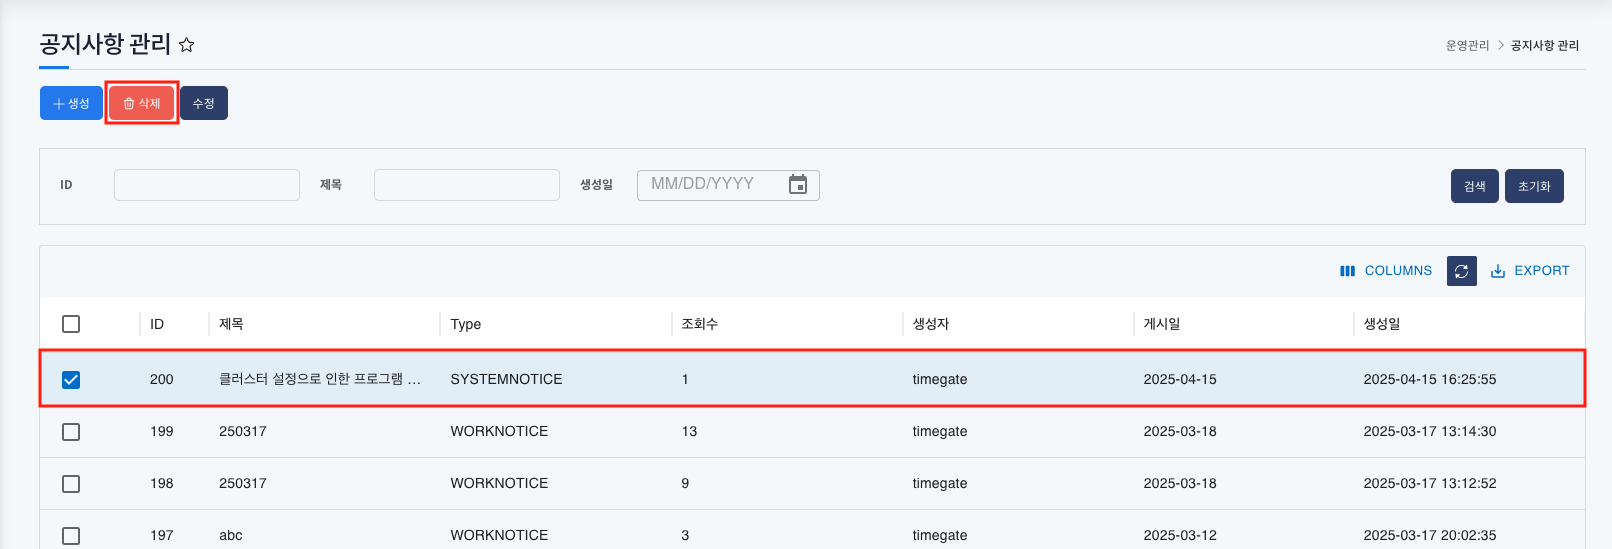 공지사항 관리
운영관리 > 공지사항 관리
생성 삭제 수정
ID 제목 생성일 MM/DD/YYYY 검색 초기화
COLUMNS EXPORT
ID 제목 Type 조회수 생성자 게시일 생성일
200 클러스터 설정으로 인한 프로그램 ... SYSTEMNOTICE 1 timegate 2025-04-15 2025-04-15 16:25:55
199 250317 WORKNOTICE 13 timegate 2025-03-18 2025-03-17 13:14:30
198 250317 WORKNOTICE 9 timegate 2025-03-18 2025-03-17 13:12:52
197 abc WORKNOTICE 3 timegate 2025-03-12 2025-03-17 20:02:35